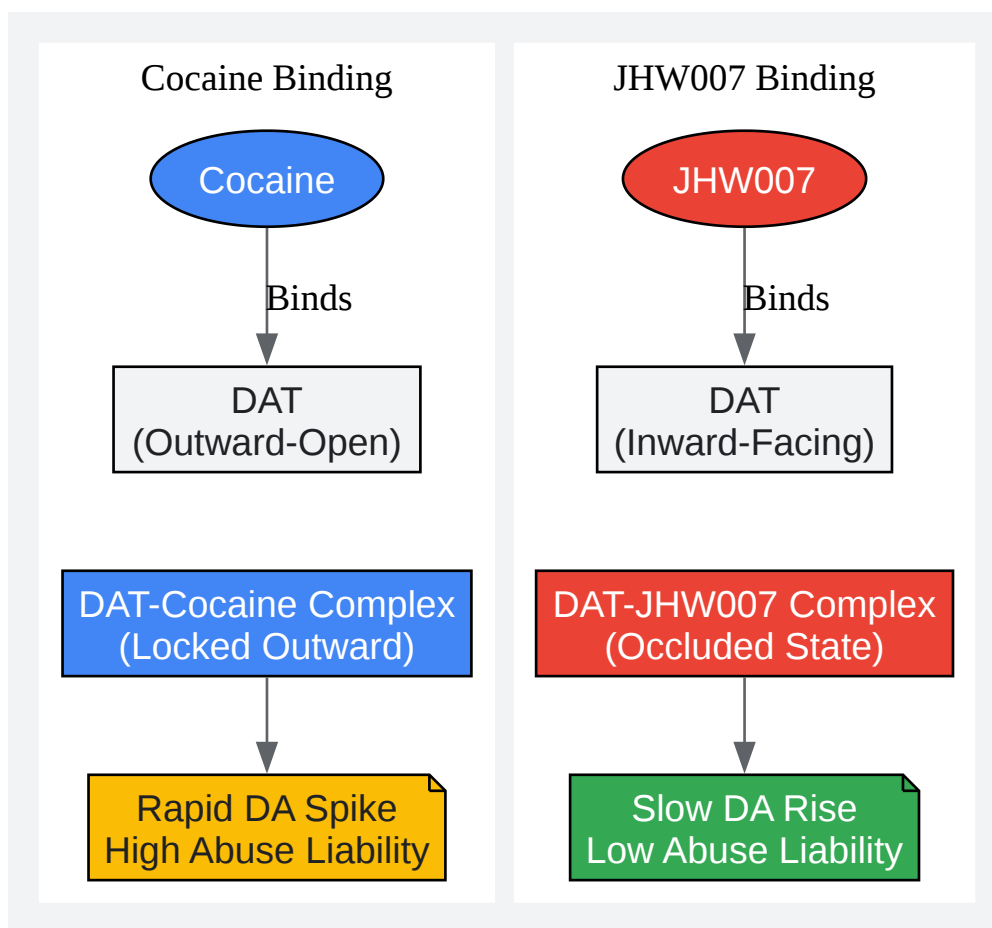 Cocaine Binding
Cocaine
Binds
DAT
(Outward-Open)
DAT-Cocaine Complex
(Locked Outward)
Rapid DA Spike
High Abuse Liability
JHW007 Binding
JHW007
Binds
DAT
(Inward-Facing)
DAT-JHW007 Complex
(Occluded State)
Slow DA Rise
Low Abuse Liability